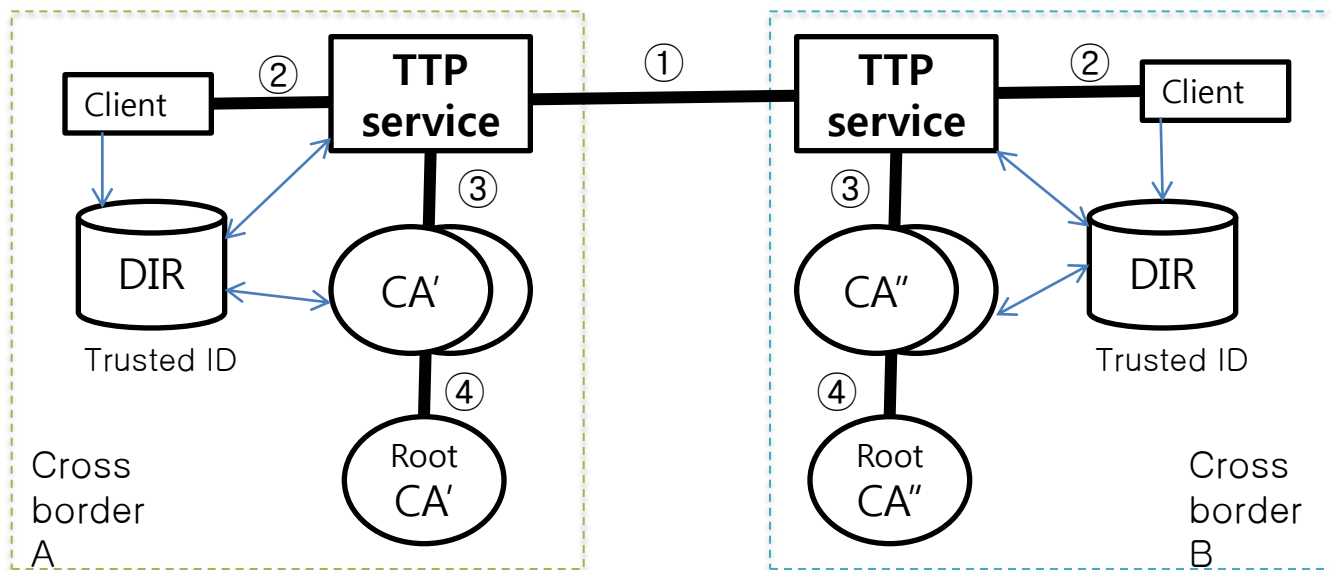 ②
TTP
service
①
TTP
service
②
Client
Client
③
③
DIR
CA′
CA″
DIR
Trusted ID
Trusted ID
④
④
Root
CA′
Root
CA″
Cross
border
A
Cross
border
B